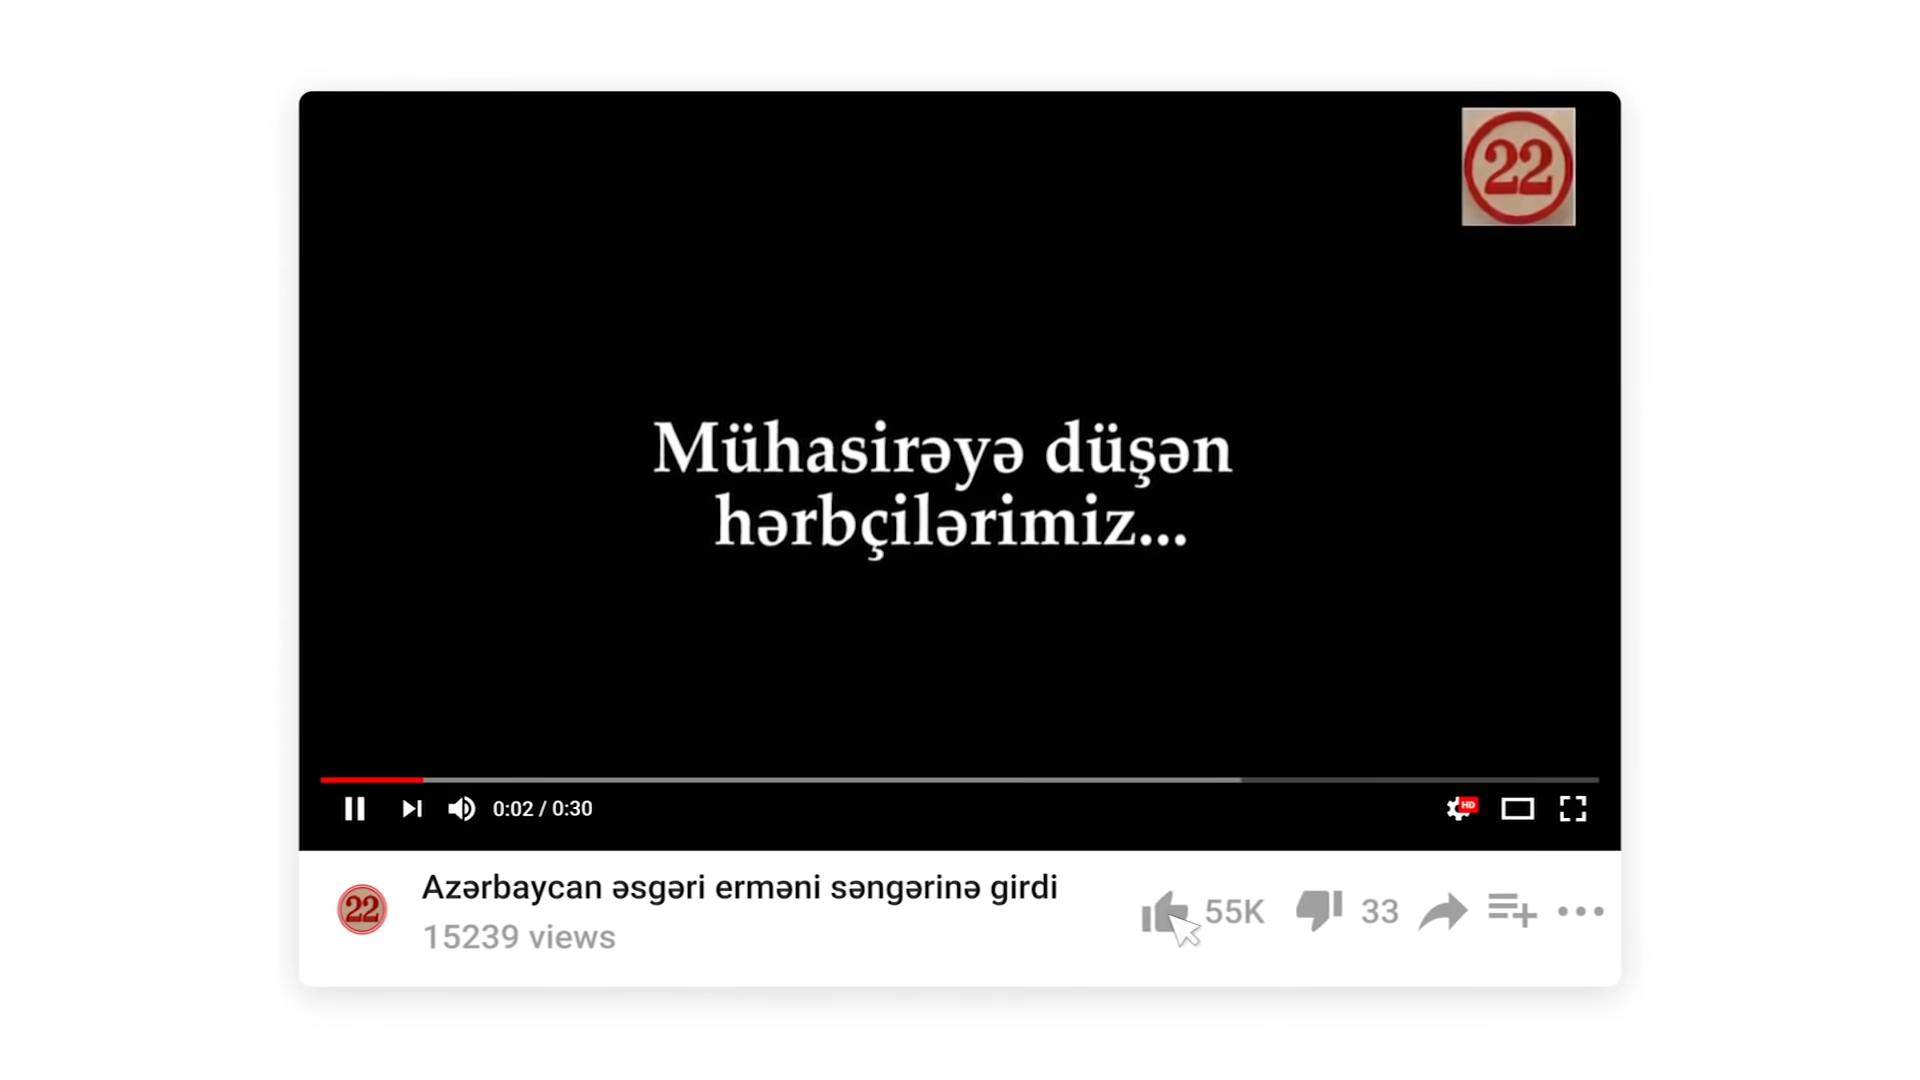 22
Mühasirəyə düşən
hərbçilərimiz...
0:02 / 0:30
HD
22
Azərbaycan əsgəri erməni səngərinə girdi
15239 views
55K
33